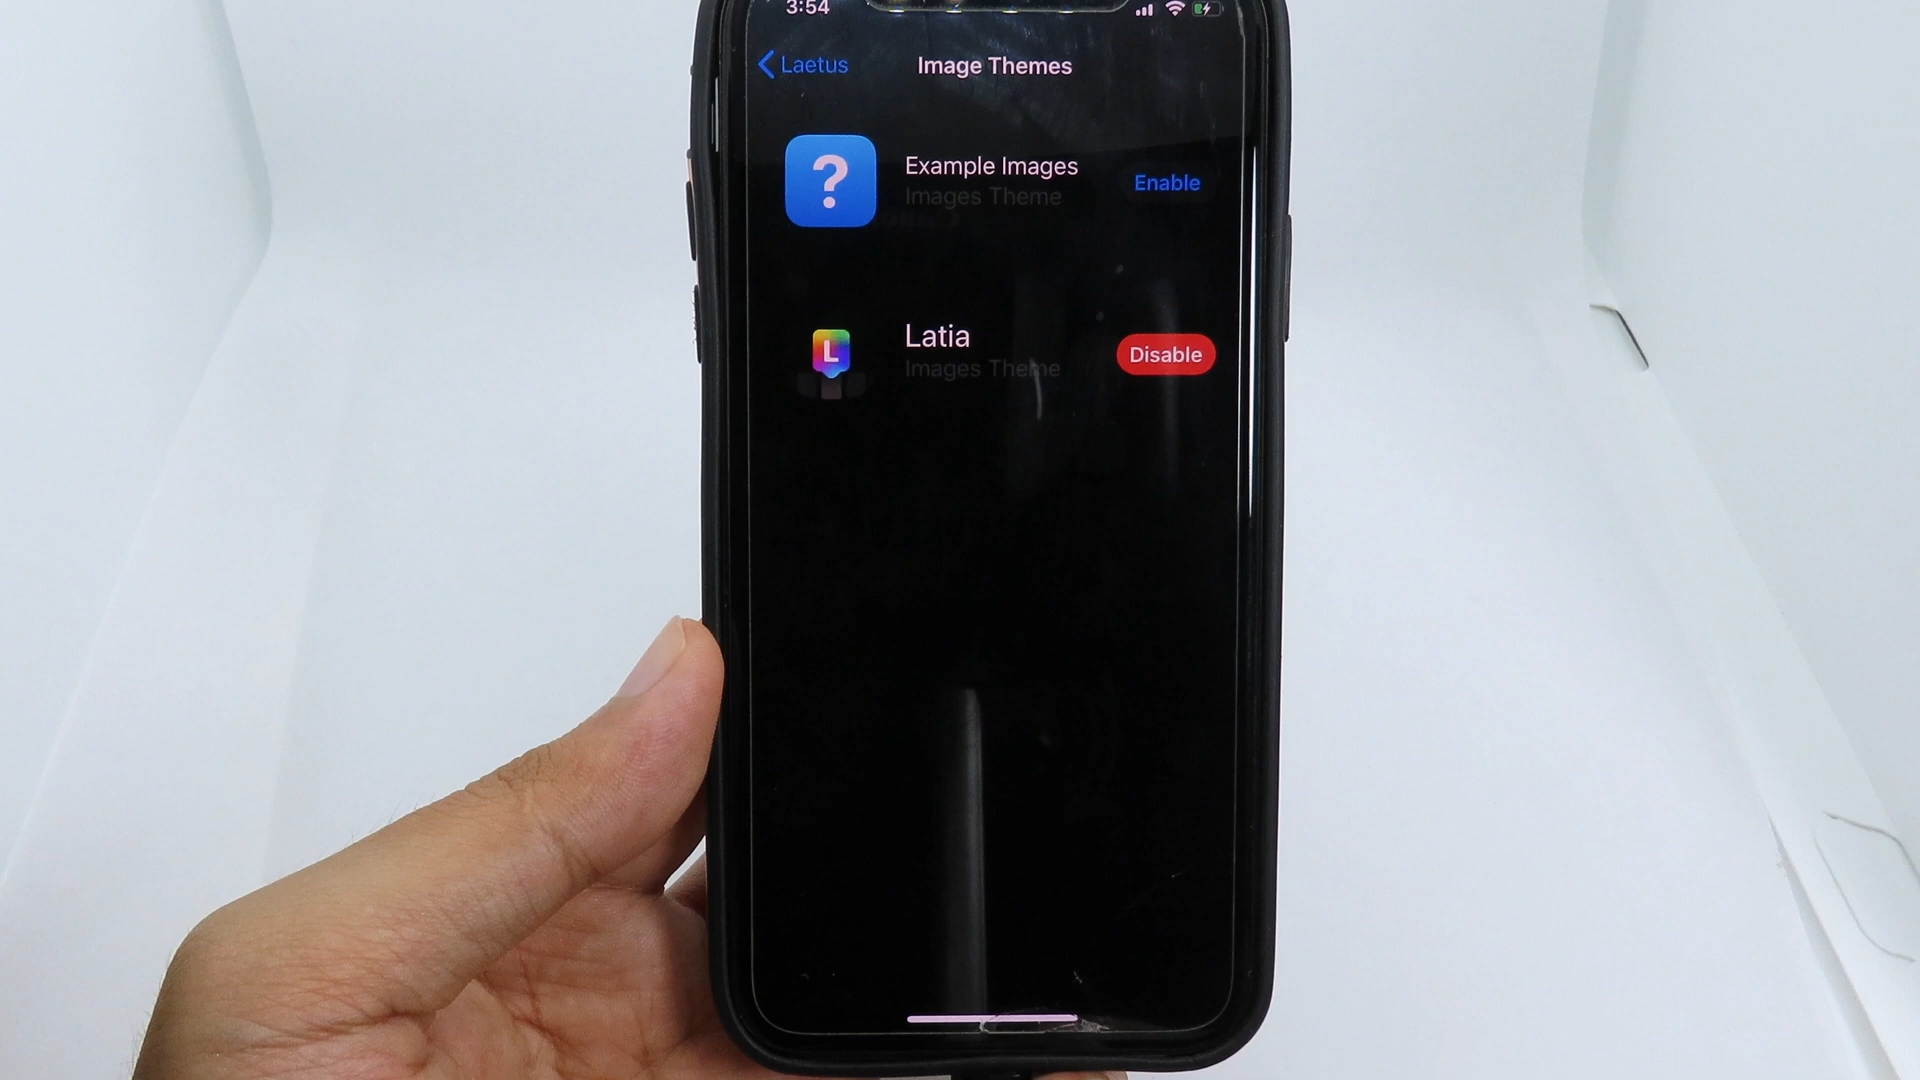 3:54
Laetus
Image Themes
?
Example Images
Images Theme
Enable
L
Latia
Images Theme
Disable